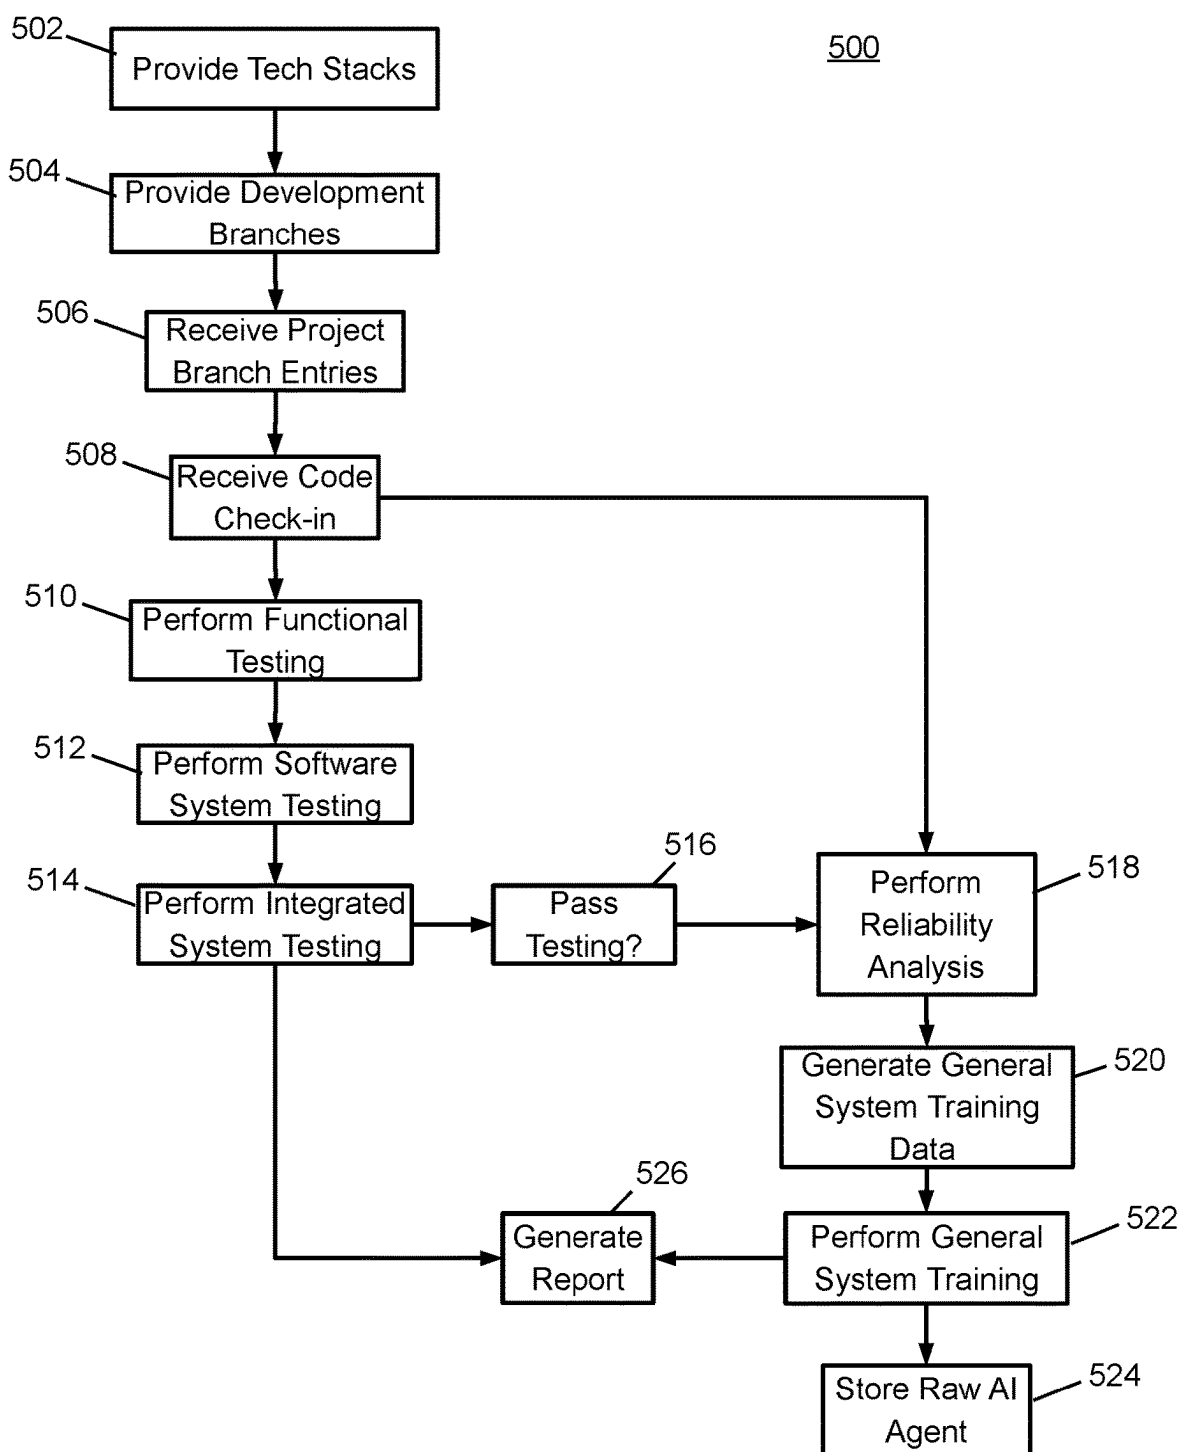 502
500
Provide Tech Stacks
504
Provide Development
Branches
506
Receive Project
Branch Entries
508
Receive Code
Check-in
510
Perform Functional
Testing
512
Perform Software
System Testing
514
Perform Integrated
System Testing
516
Pass
Testing?
518
Perform
Reliability
Analysis
520
Generate General
System Training
Data
526
Generate
Report
522
Perform General
System Training
524
Store Raw AI
Agent